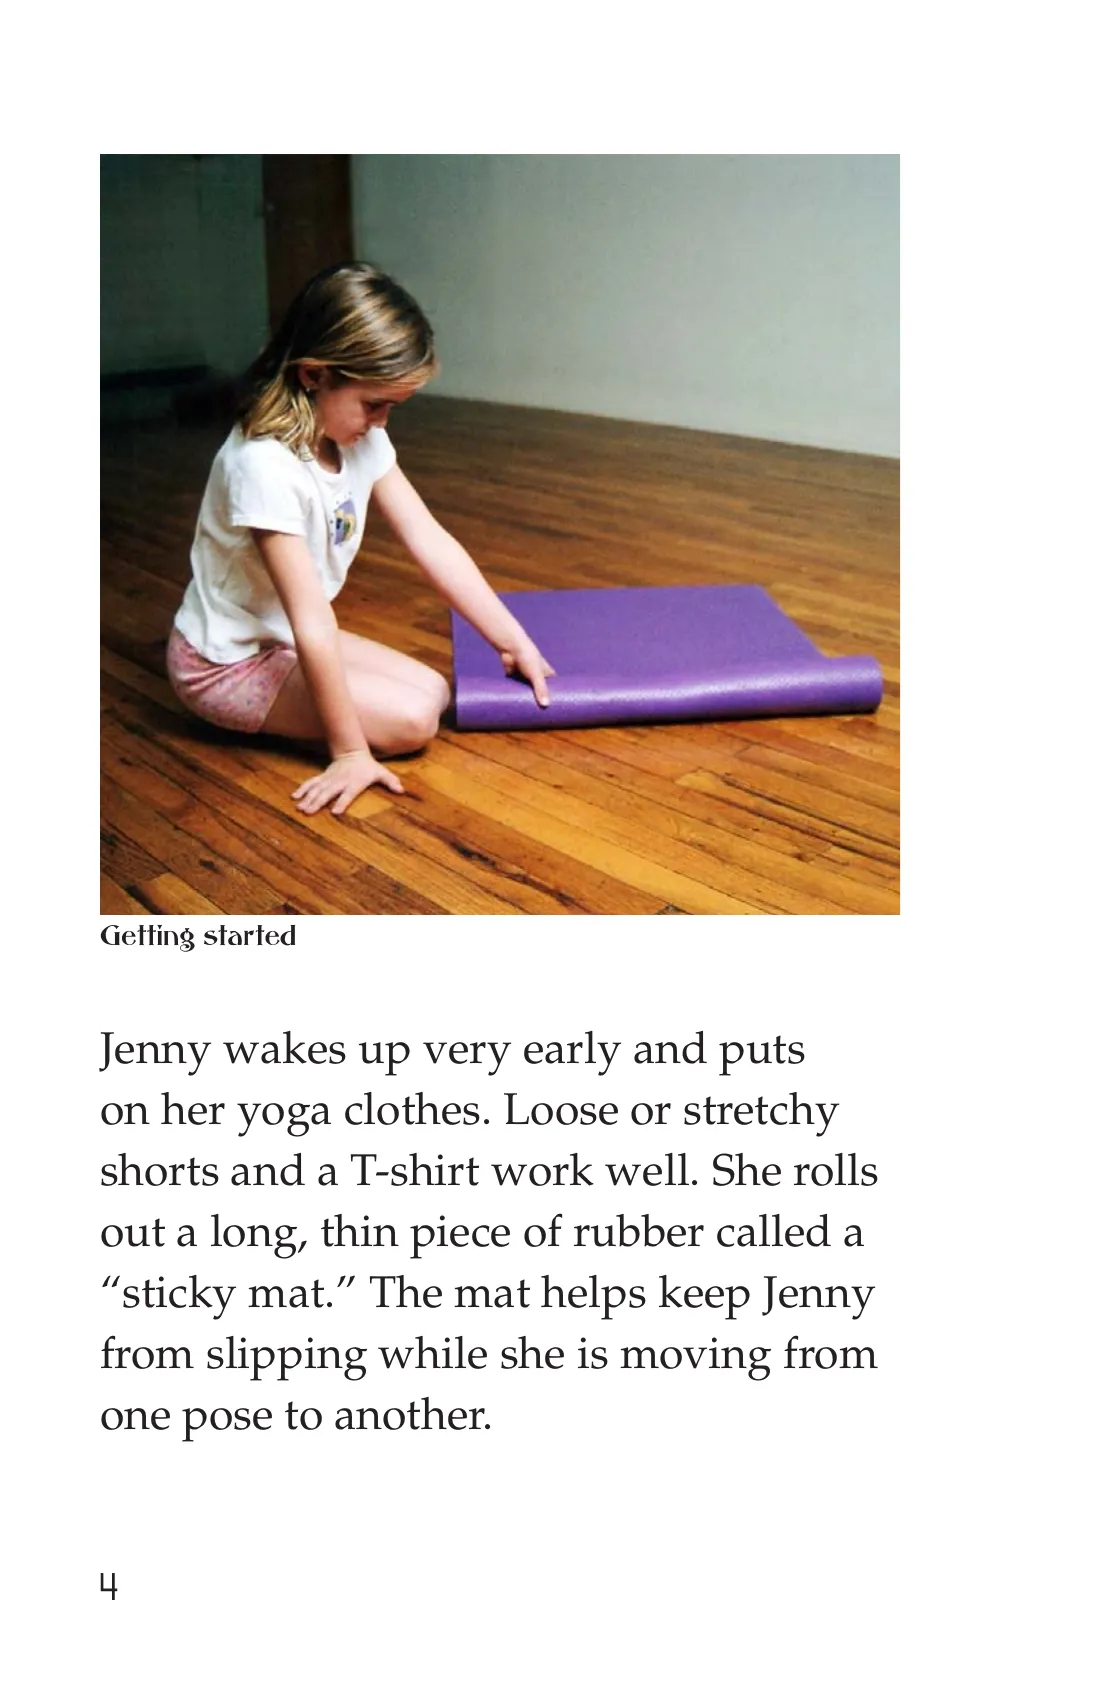 Getting started
Jenny wakes up very early and puts
on her yoga clothes. Loose or stretchy
shorts and a T-shirt work well. She rolls
out a long, thin piece of rubber called a
“sticky mat.” The mat helps keep Jenny
from slipping while she is moving from
one pose to another.
4